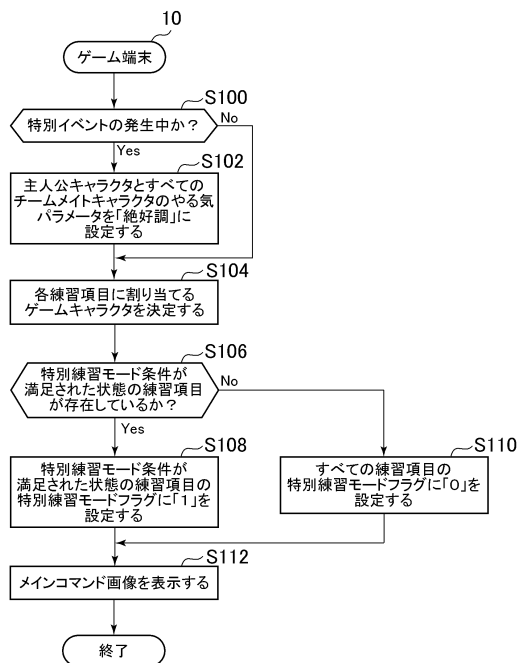 10
ゲーム端末
S100
特別イベントの発生中か？
No
Yes
S102
主人公キャラクタとすべての
チームメイトキャラクタのやる気
パラメータを「絶好調」に
設定する
S104
各練習項目に割り当てる
ゲームキャラクタを決定する
S106
特別練習モード条件が
満足された状態の練習項目
が存在しているか？
No
Yes
S108
特別練習モード条件が
満足された状態の練習項目の
特別練習モードフラグに「1」を
設定する
S110
すべての練習項目の
特別練習モードフラグに「0」を
設定する
S112
メインコマンド画像を表示する
終了